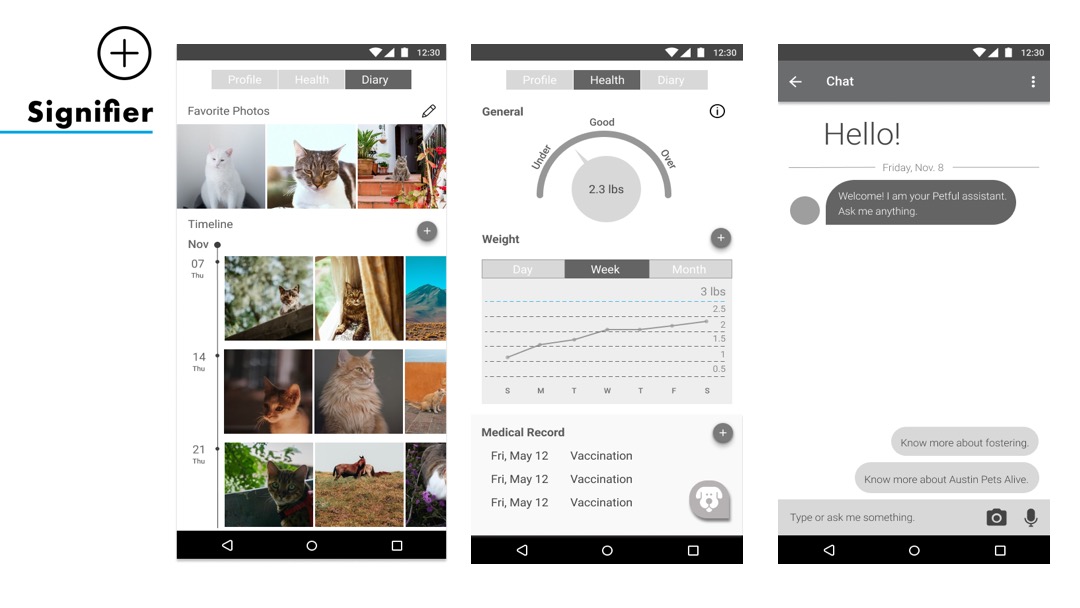 Signifier
12:30
Profile Health Diary
Favorite Photos
Timeline
Nov
07
Thu
14
Thu
21
Thu
12:30
Profile Health Diary
General
Under
Good
Over
2.3 lbs
Weight
Day Week Month
3 lbs
2.5
2
1.5
1
0.5
S M T W T F S
Medical Record
Fri, May 12 Vaccination
Fri, May 12 Vaccination
Fri, May 12 Vaccination
12:30
Chat
Hello!
Friday, Nov. 8
Welcome! I am your Petful assistant.
Ask me anything.
Know more about fostering.
Know more about Austin Pets Alive.
Type or ask me something.